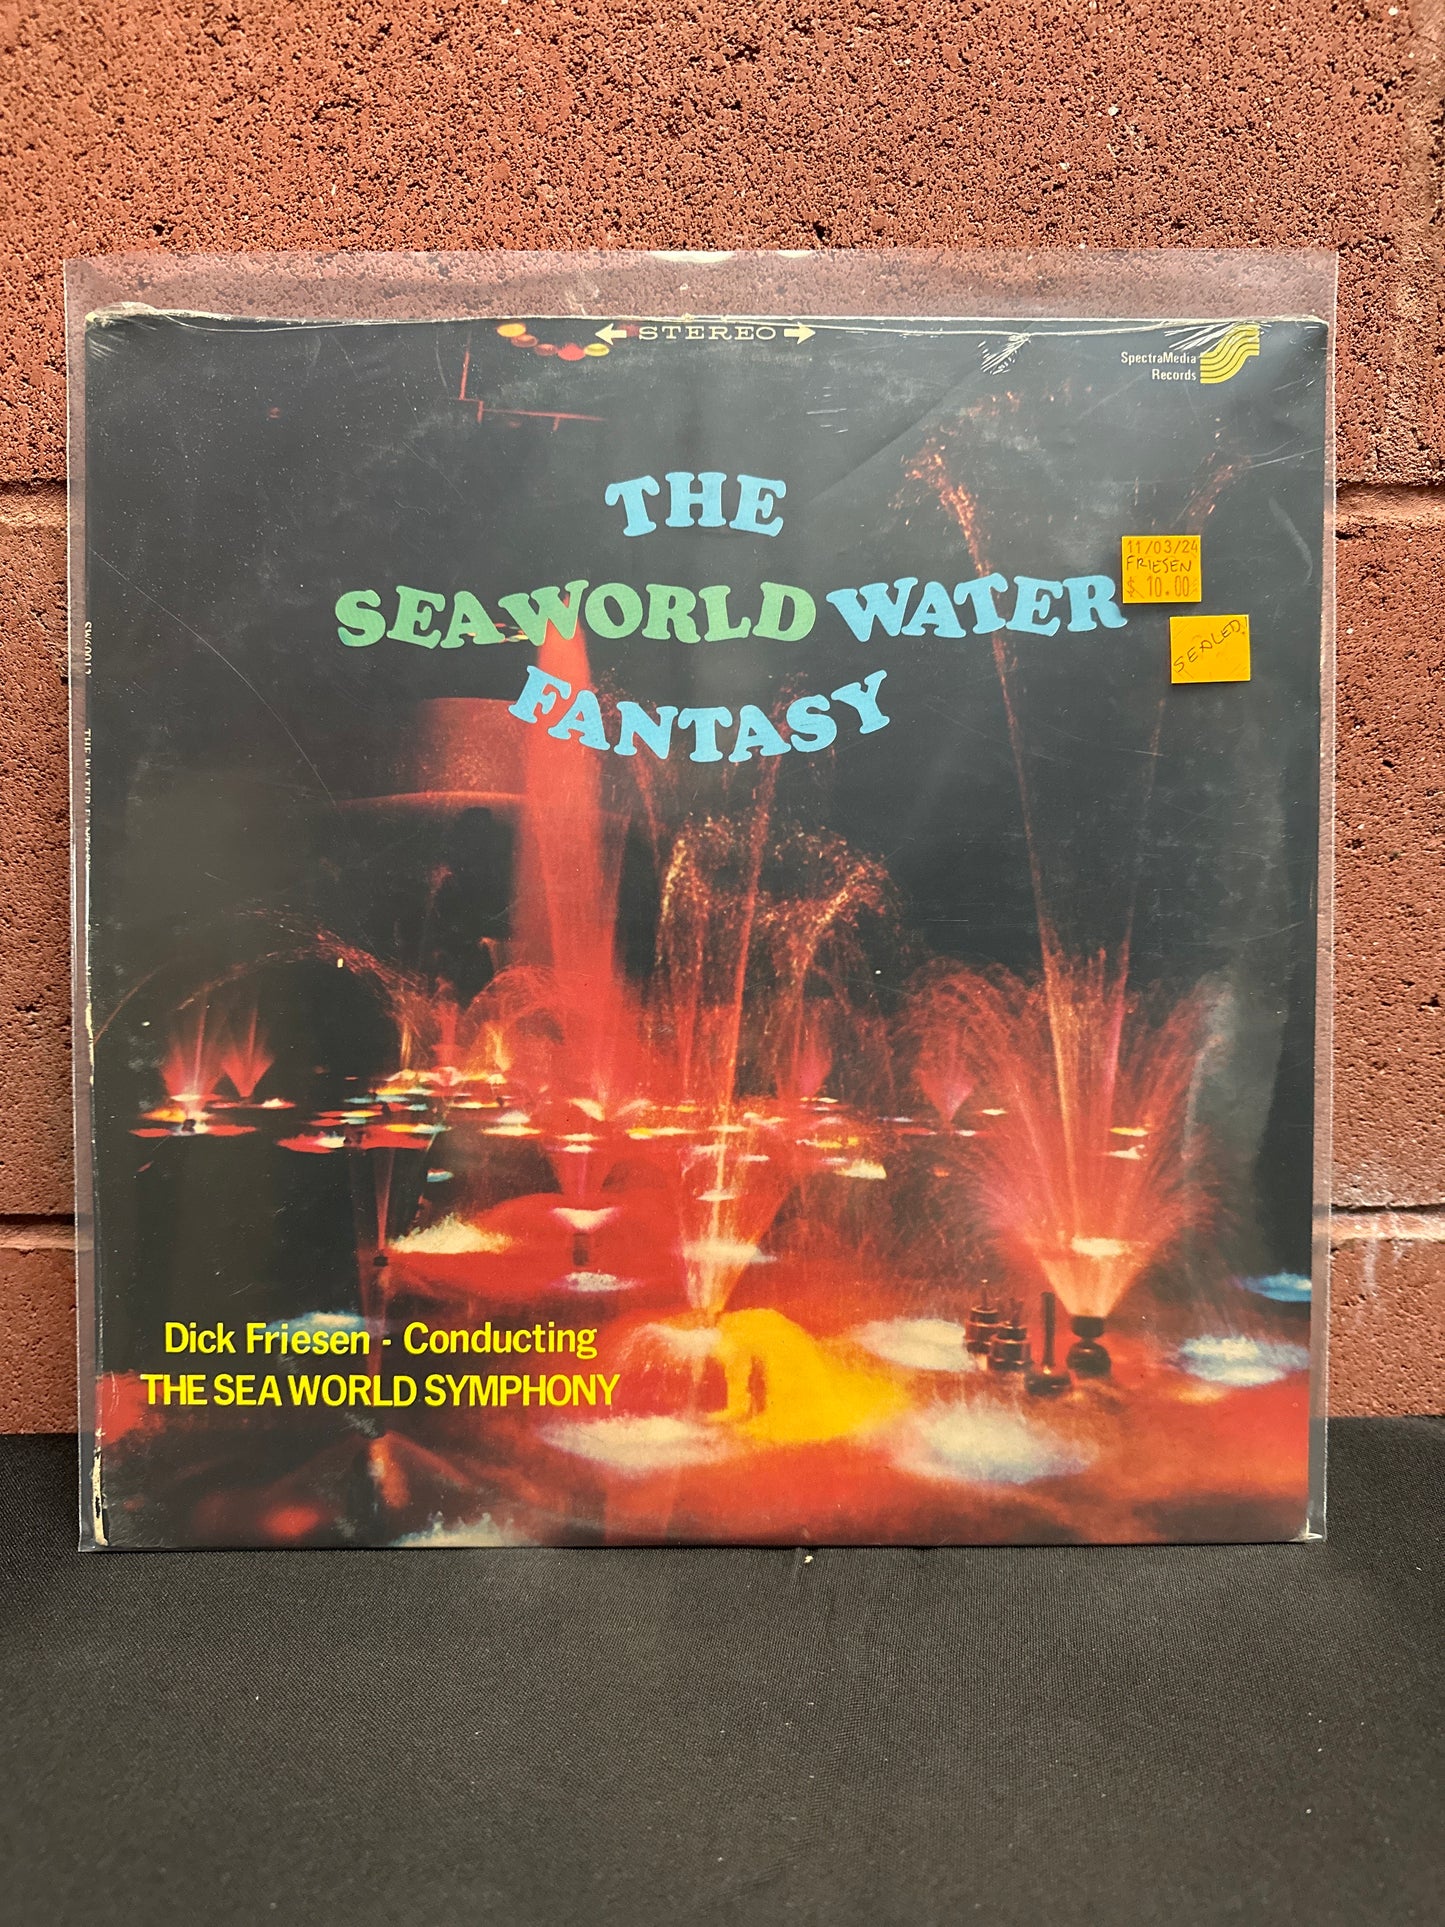 STEREO
SpectraMedia
Records
THE
SEAWORLD WATER
FANTASY
11/03/24
FRIESEN
$ 10.00
SEALED!
Dick Friesen - Conducting
THE SEA WORLD SYMPHONY